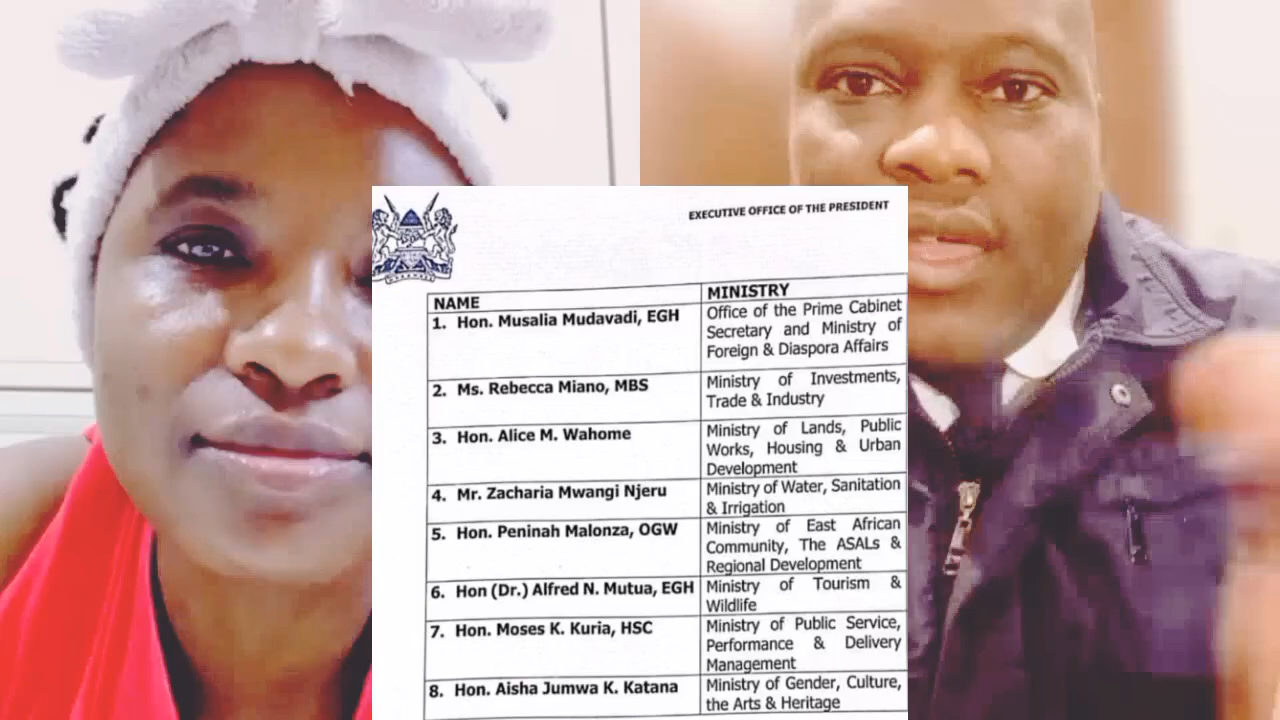 EXECUTIVE OFFICE OF THE PRESIDENT
NAME MINISTRY
1. Hon. Musalia Mudavadi, EGH Office of the Prime Cabinet
Secretary and Ministry of
Foreign & Diaspora Affairs
2. Ms. Rebecca Miano, MBS Ministry of Investments,
Trade & Industry
3. Hon. Alice M. Wahome Ministry of Lands, Public
Works, Housing & Urban
Development
4. Mr. Zacharia Mwangi Njeru Ministry of Water, Sanitation
& Irrigation
5. Hon. Peninah Malonza, OGW Ministry of East African
Community, The ASALs &
Regional Development
6. Hon (Dr.) Alfred N. Mutua, EGH Ministry of Tourism &
Wildlife
7. Hon. Moses K. Kuria, HSC Ministry of Public Service,
Performance & Delivery
Management
8. Hon. Aisha Jumwa K. Katana Ministry of Gender, Culture,
the Arts & Heritage